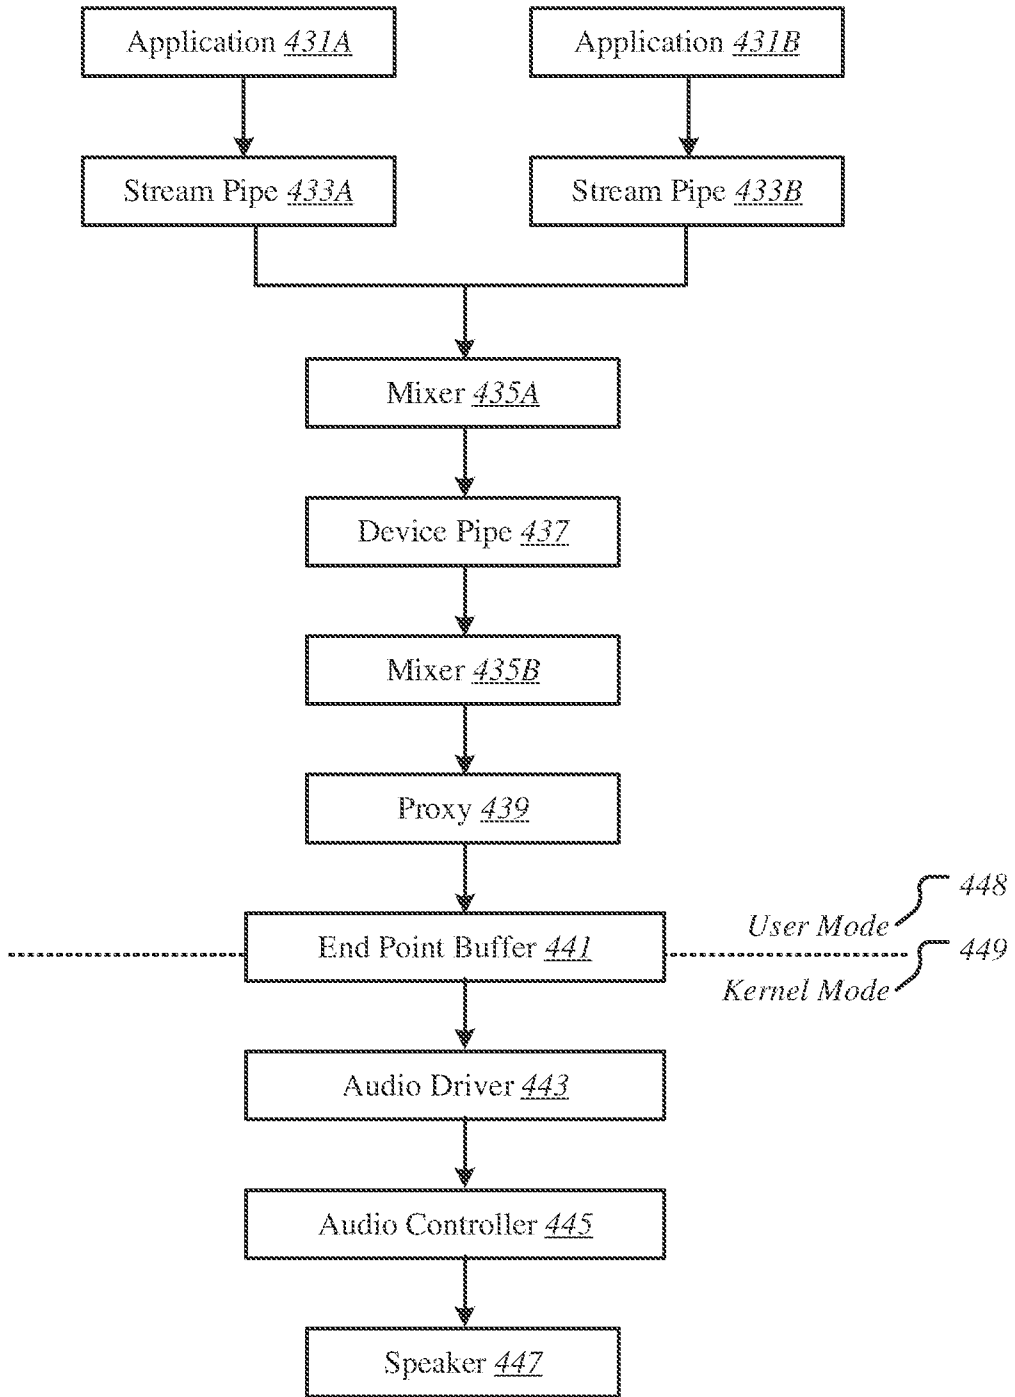 Application 431A
Application 431B
Stream Pipe 433A
Stream Pipe 433B
Mixer 435A
Device Pipe 437
Mixer 435B
Proxy 439
448
User Mode
End Point Buffer 441
449
Kernel Mode
Audio Driver 443
Audio Controller 445
Speaker 447